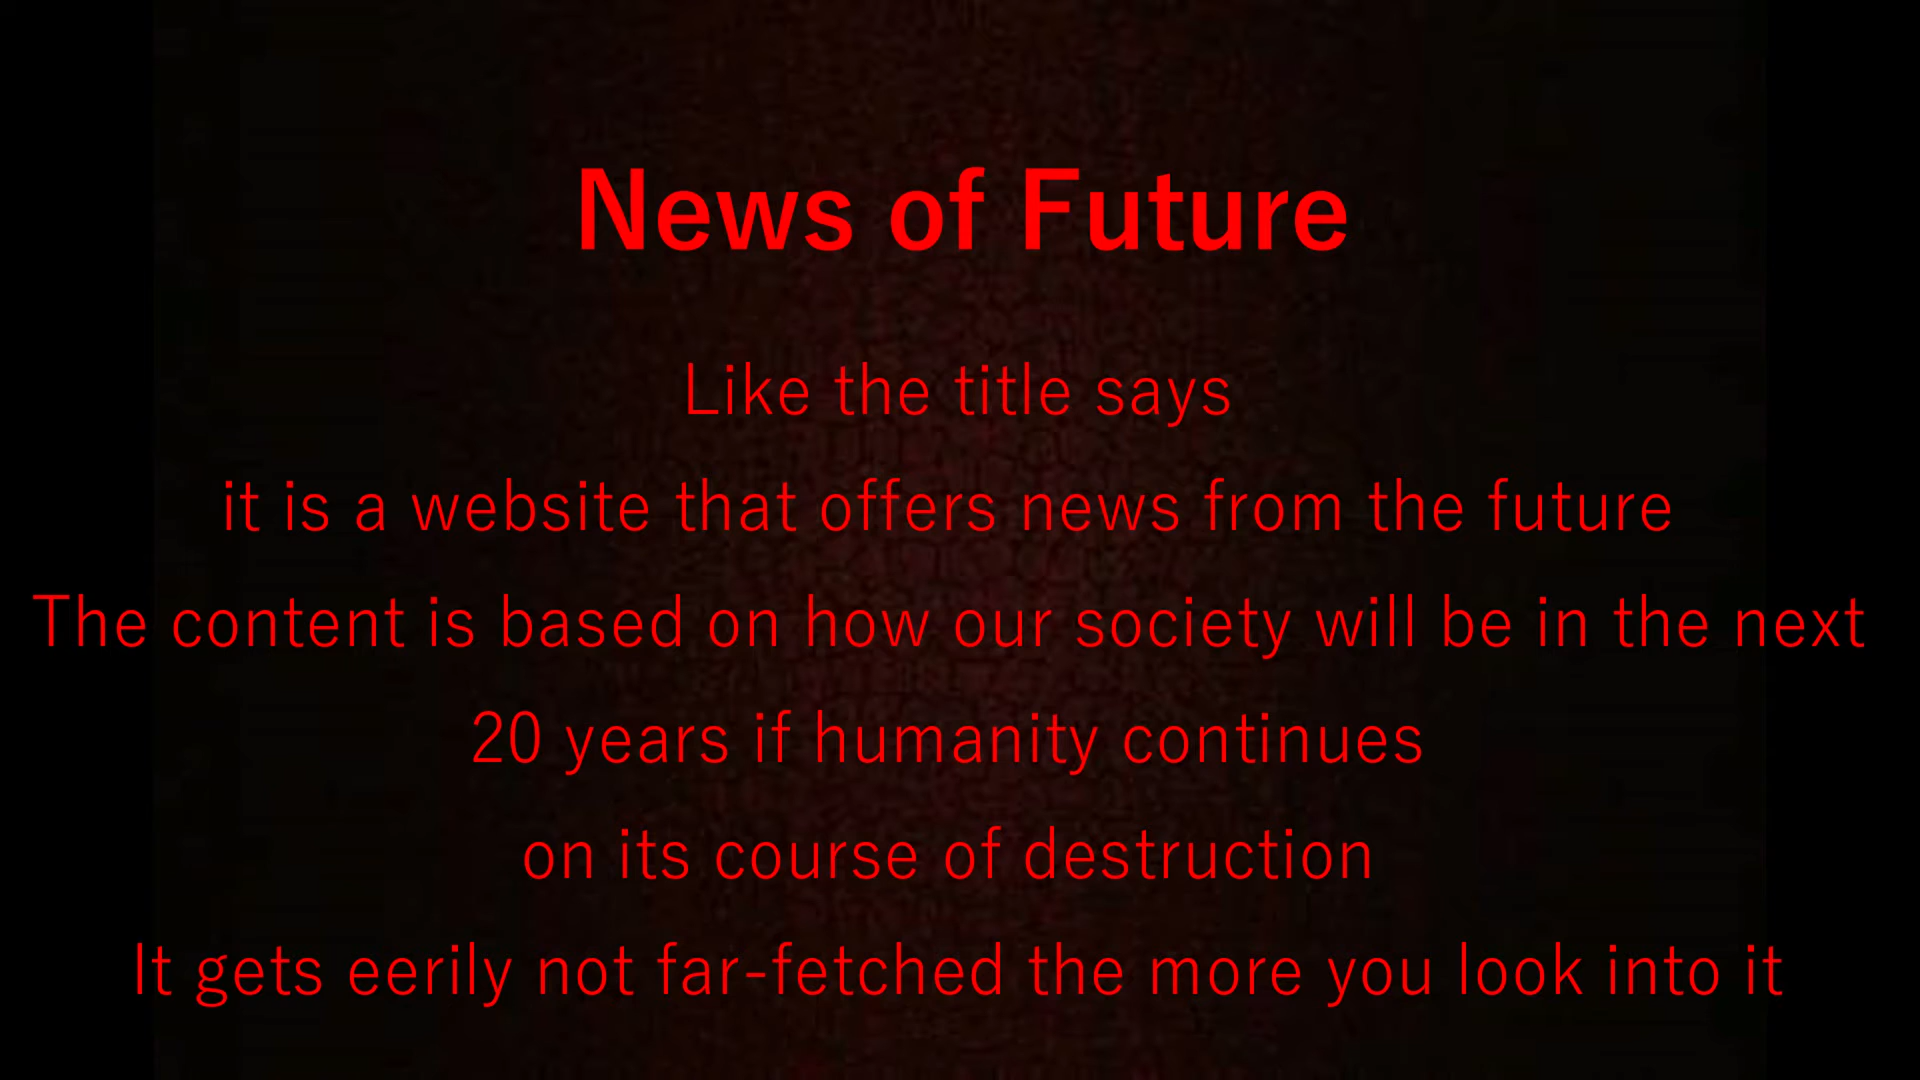 News of Future
Like the title says
it is a website that offers news from the future
The content is based on how our society will be in the next
20 years if humanity continues
on its course of destruction
It gets eerily not far-fetched the more you look into it